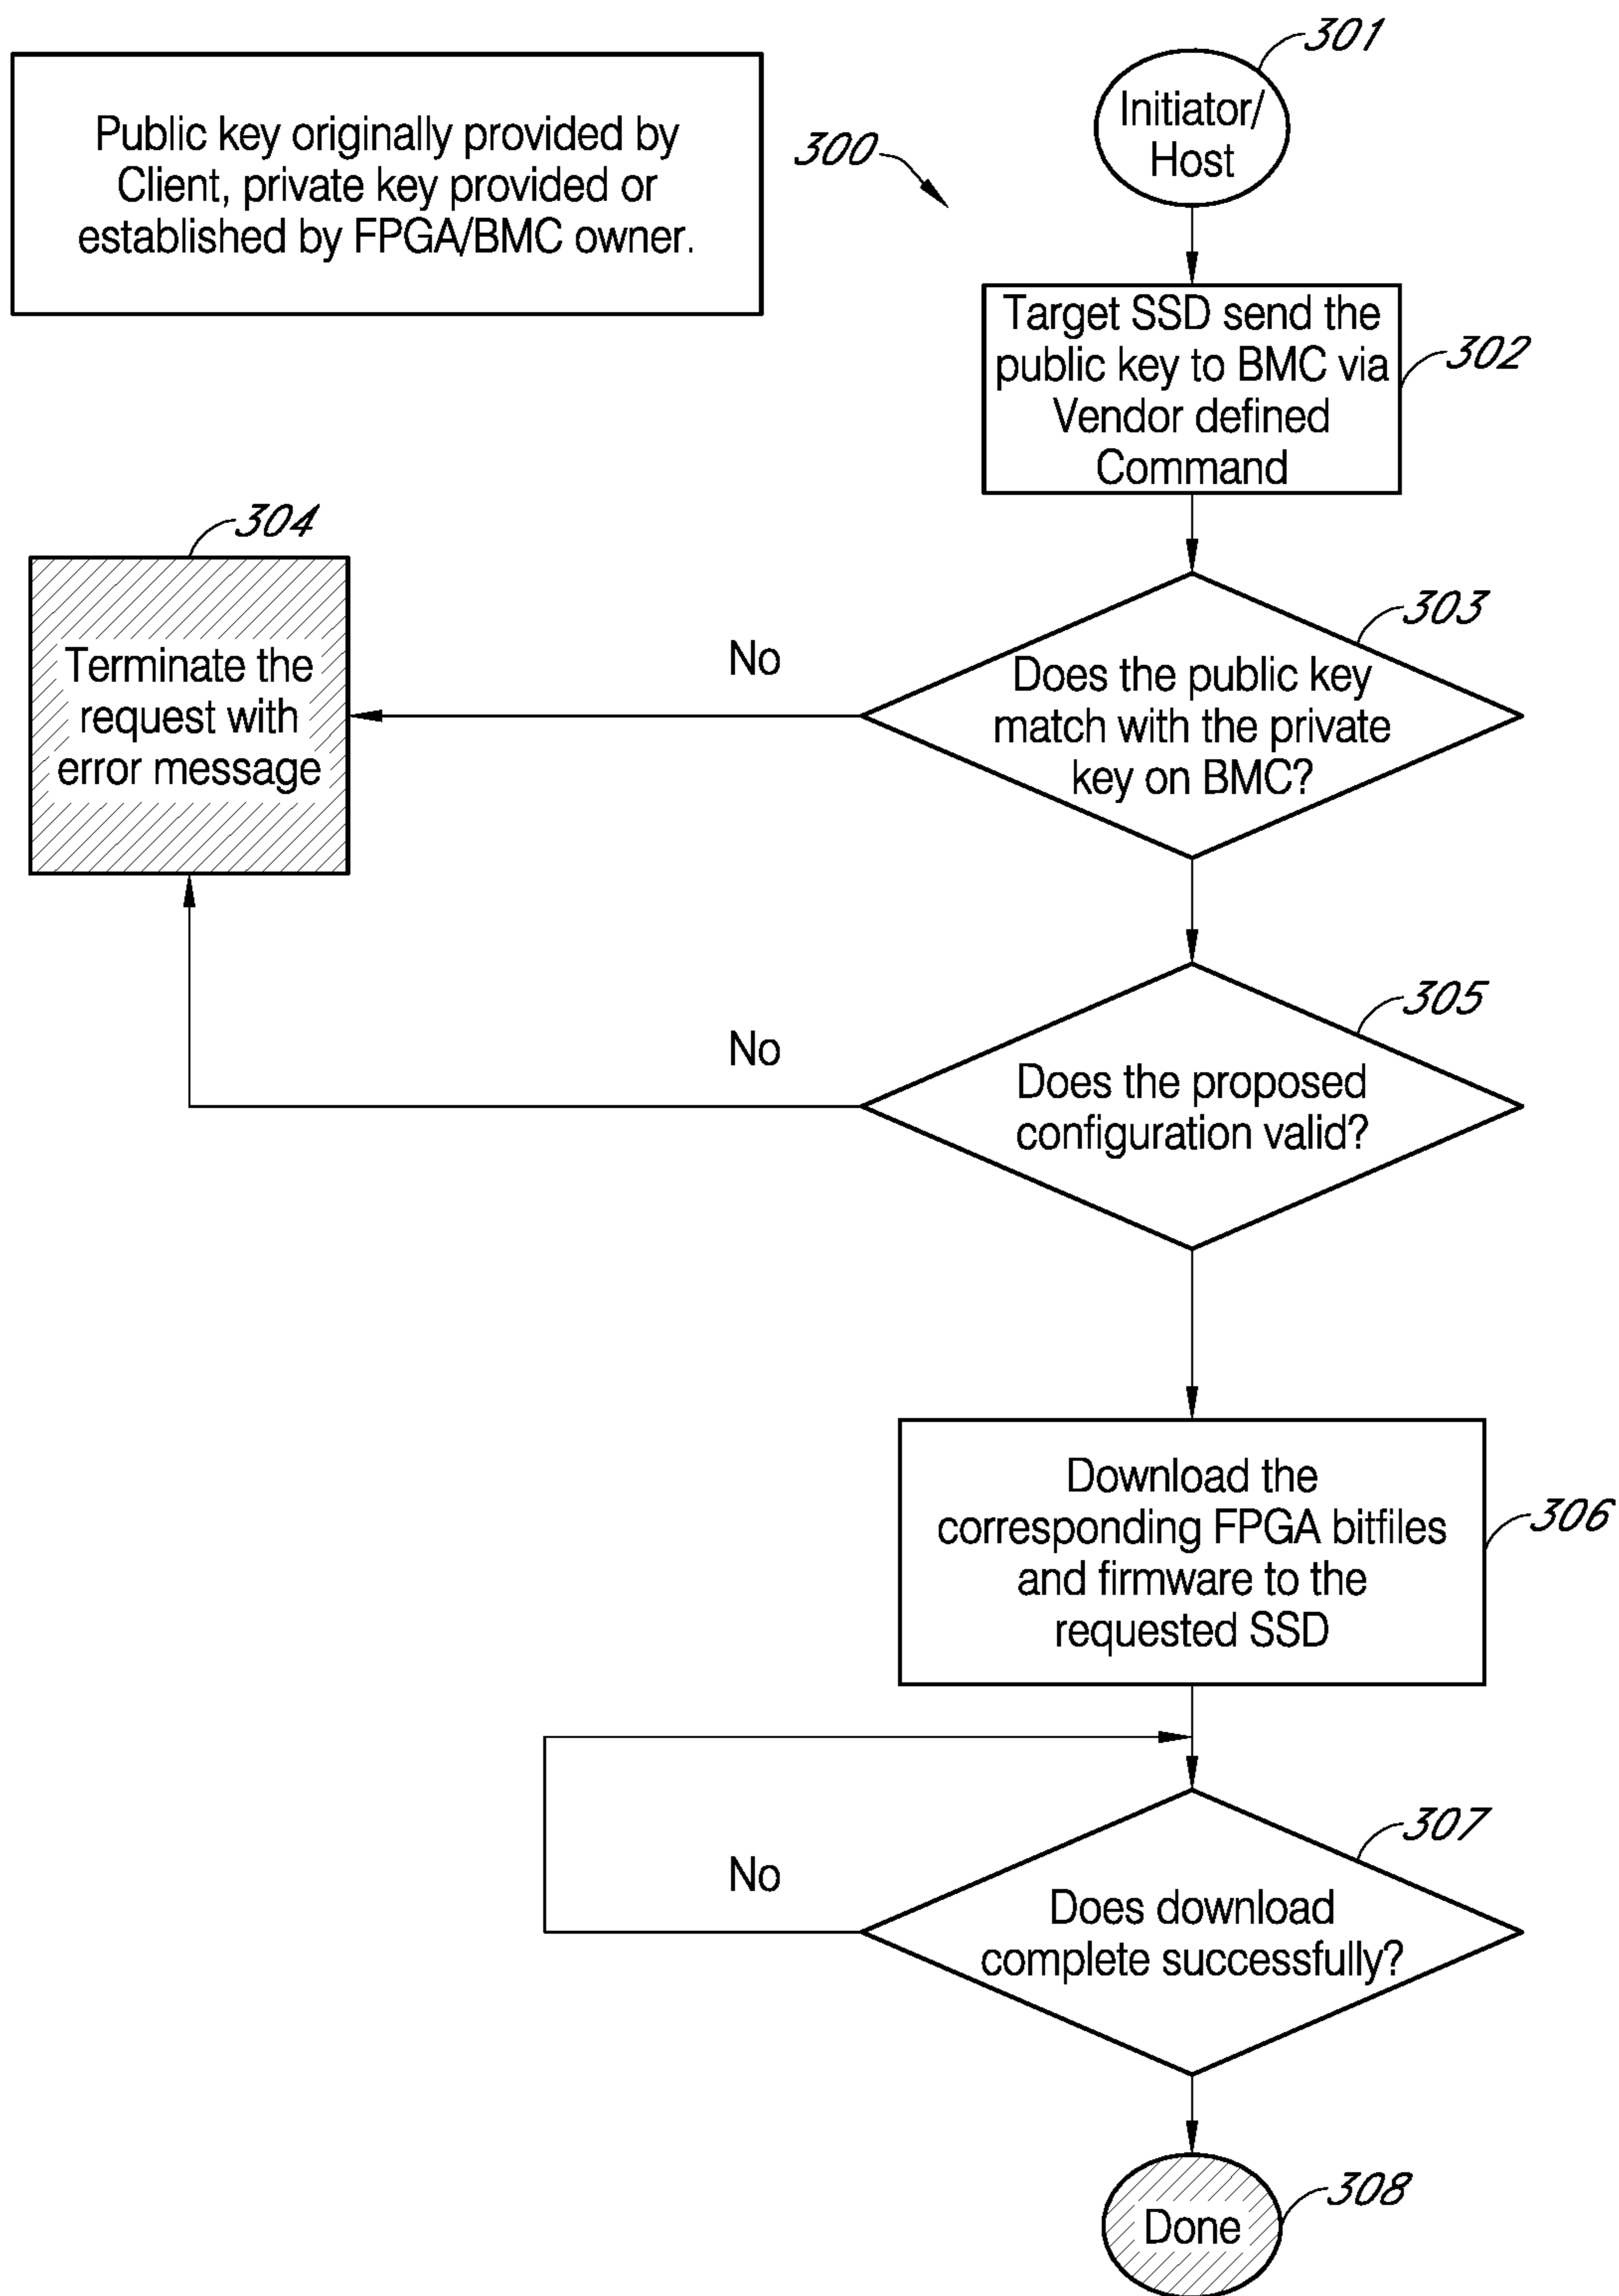 301
Initiator/
Host
Public key originally provided by
Client, private key provided or
established by FPGA/BMC owner.
300
Target SSD send the
public key to BMC via
Vendor defined
Command
302
304
Terminate the
request with
error message
No
303
Does the public key
match with the private
key on BMC?
305
No
Does the proposed
configuration valid?
Download the
corresponding FPGA bitfiles
and firmware to the
requested SSD
306
307
No
Does download
complete successfully?
308
Done